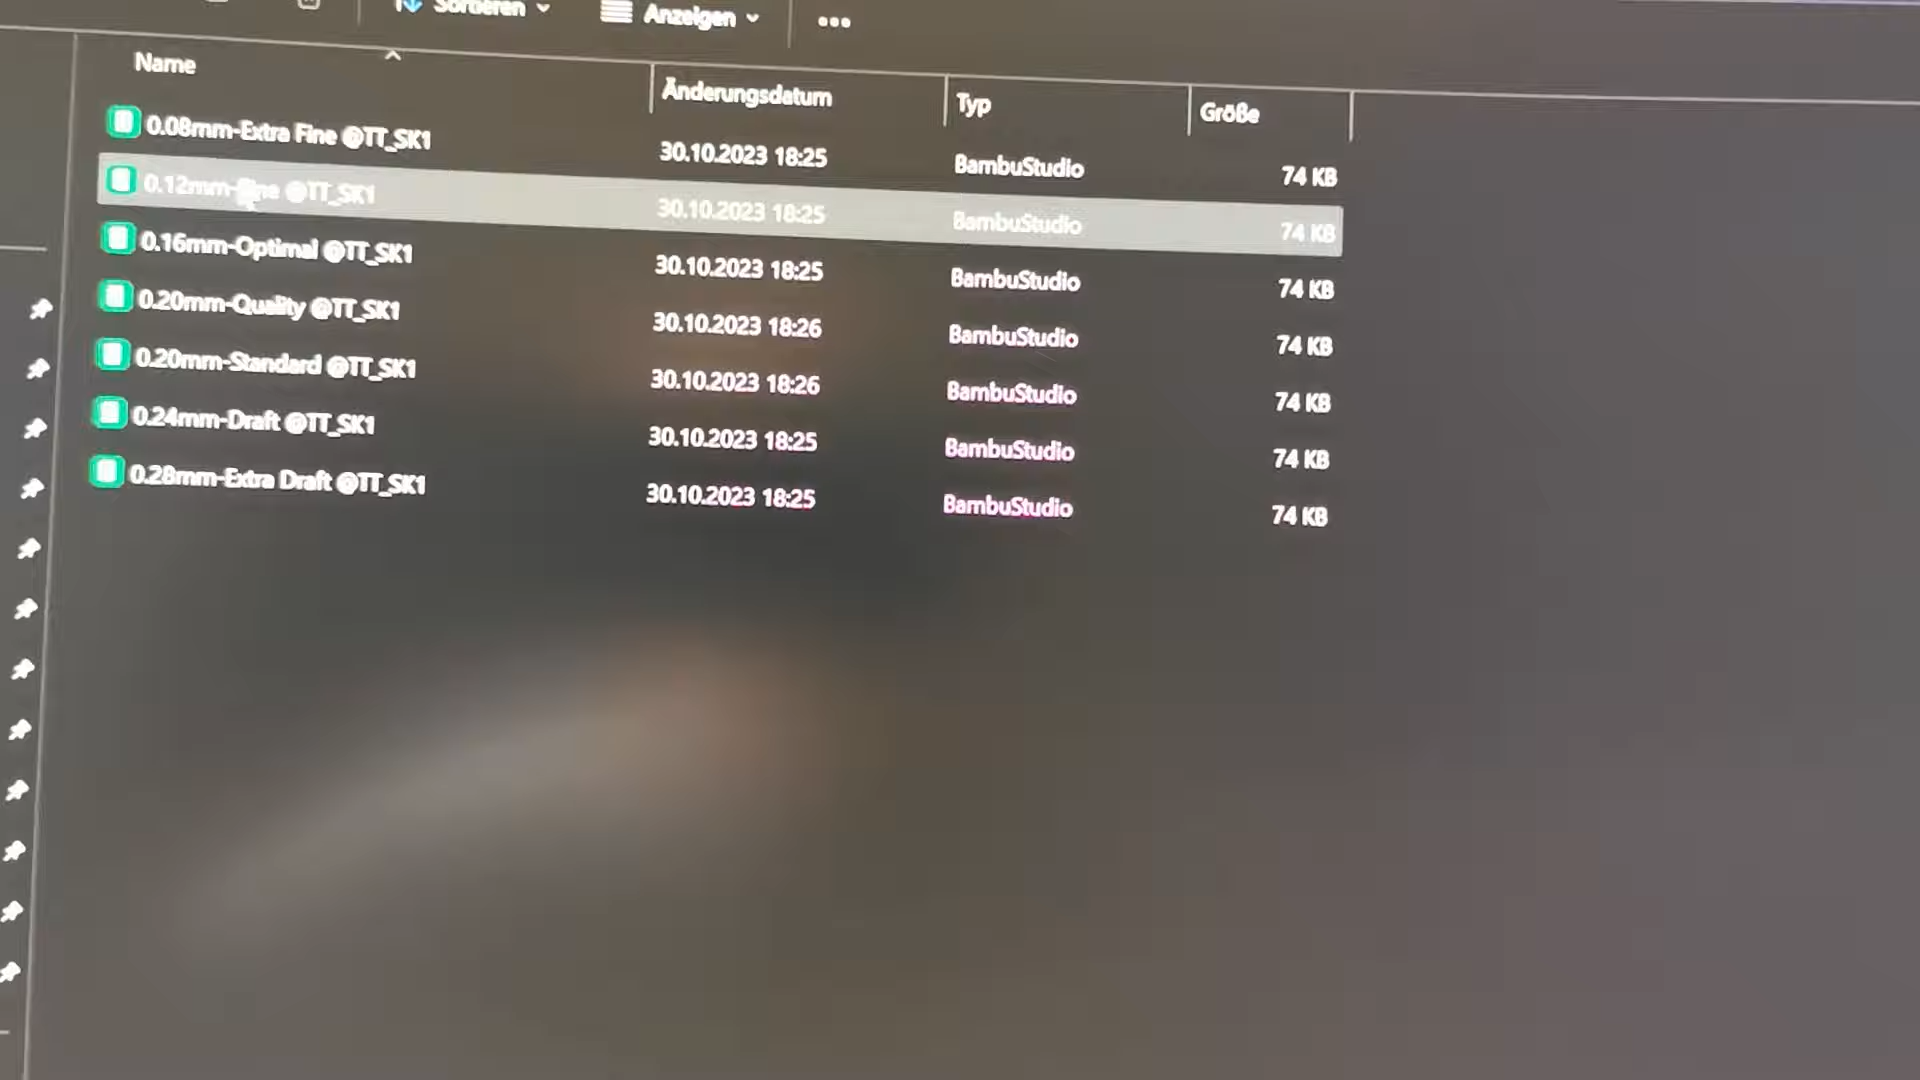 Sortieren Anzeigen
Name Änderungsdatum Typ Größe
0.08mm-Extra Fine @TT_SK1 30.10.2023 18:25 BambuStudio 74 KB
0.12mm-Fine @TT_SK1 30.10.2023 18:25 BambuStudio 74 KB
0.16mm-Optimal @TT_SK1 30.10.2023 18:25 BambuStudio 74 KB
0.20mm-Quality @TT_SK1 30.10.2023 18:26 BambuStudio 74 KB
0.20mm-Standard @TT_SK1 30.10.2023 18:26 BambuStudio 74 KB
0.24mm-Draft @TT_SK1 30.10.2023 18:25 BambuStudio 74 KB
0.28mm-Extra Draft @TT_SK1 30.10.2023 18:25 BambuStudio 74 KB